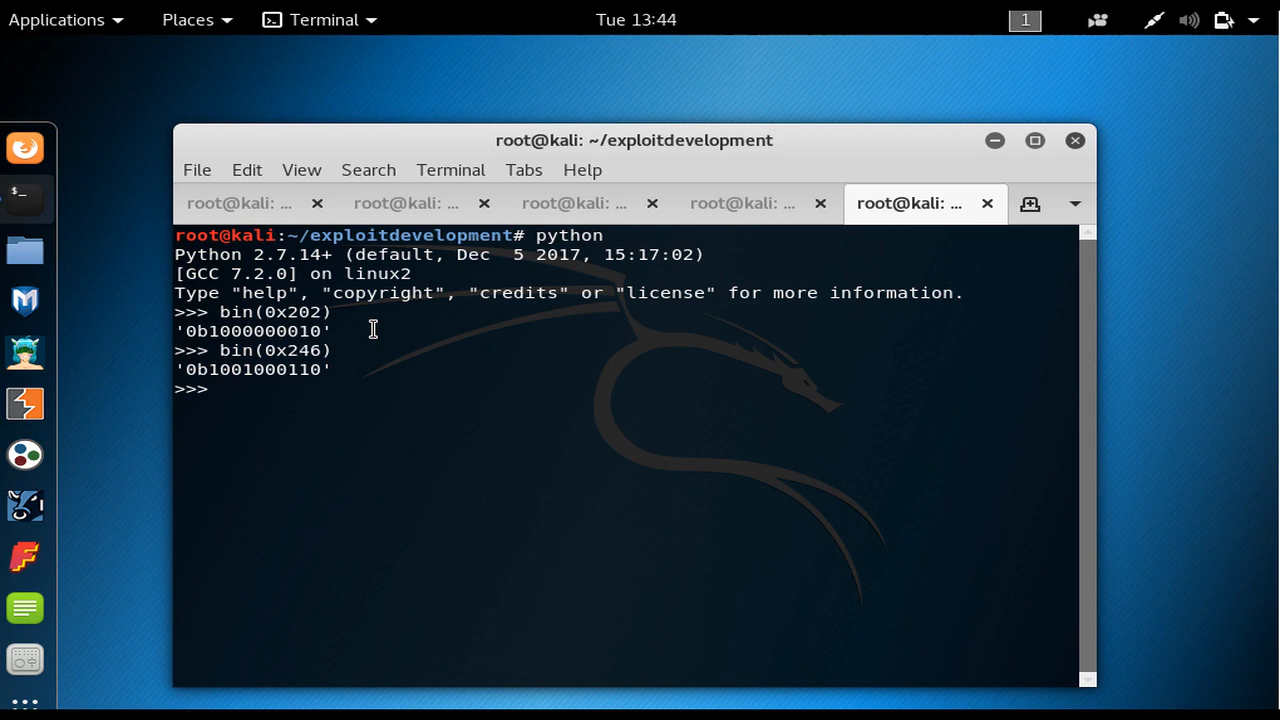 Applications Places Terminal Tue 13:44 1
root@kali: ~/exploitdevelopment
File Edit View Search Terminal Tabs Help
root@kali: ... root@kali: ... root@kali: ... root@kali: ... root@kali: ...
root@kali:~/exploitdevelopment# python
Python 2.7.14+ (default, Dec  5 2017, 15:17:02)
[GCC 7.2.0] on linux2
Type "help", "copyright", "credits" or "license" for more information.
>>> bin(0x202)
'0b1000000010'
>>> bin(0x246)
'0b1001000110'
>>>